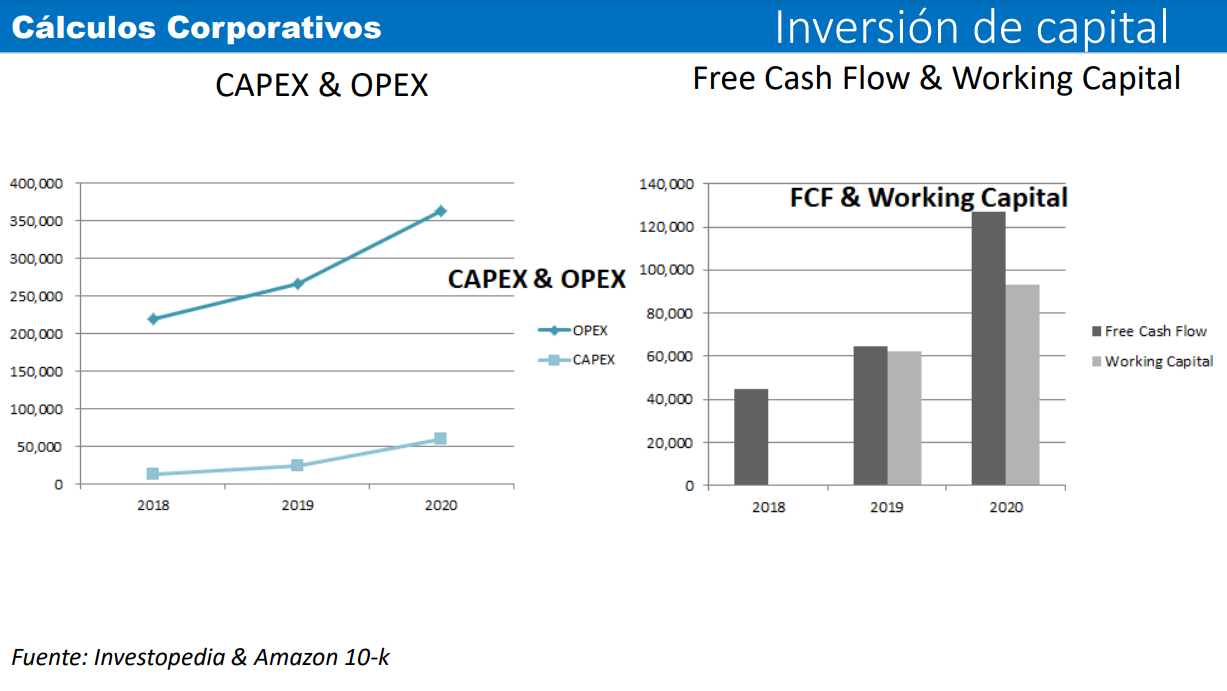 Cálculos Corporativos
Inversión de capital
CAPEX & OPEX
Free Cash Flow & Working Capital
400,000
350,000
300,000
250,000
200,000
150,000
100,000
50,000
0
2018 2019 2020
CAPEX & OPEX
OPEX
CAPEX
FCF & Working Capital
140,000
120,000
100,000
80,000
60,000
40,000
20,000
0
2018 2019 2020
Free Cash Flow
Working Capital
Fuente: Investopedia & Amazon 10-k